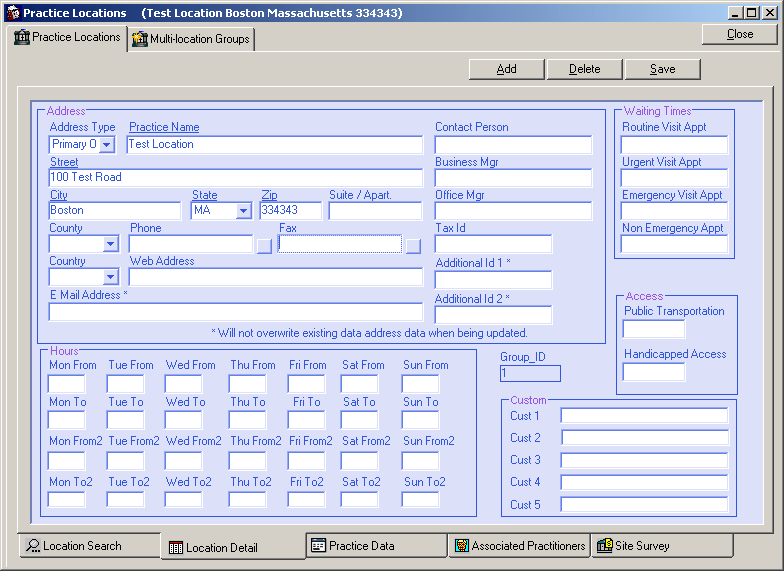 Practice Locations (Test Location Boston Massachusetts 334343)
Practice Locations Multi-location Groups Close
Add Delete Save
Address Waiting Times
Address Type Practice Name Contact Person Routine Visit Appt
Primary O Test Location
Street Business Mgr Urgent Visit Appt
100 Test Road
City State Zip Suite / Apart. Office Mgr Emergency Visit Appt
Boston MA 334343
County Phone Fax Tax Id Non Emergency Appt
Country Web Address Additional Id 1 *
E Mail Address * Additional Id 2 * Access
Public Transportation
* Will not overwrite existing data address data when being updated.
Hours Group_ID Handicapped Access
Mon From Tue From Wed From Thu From Fri From Sat From Sun From
1
Mon To Tue To Wed To Thu To Fri To Sat To Sun To
Custom
Cust 1
Mon From2 Tue From2 Wed From2 Thu From2 Fri From2 Sat From2 Sun From2
Cust 2
Cust 3
Mon To2 Tue To2 Wed To2 Thu To2 Fri To2 Sat To2 Sun To2
Cust 4
Cust 5
Location Search Location Detail Practice Data Associated Practitioners Site Survey